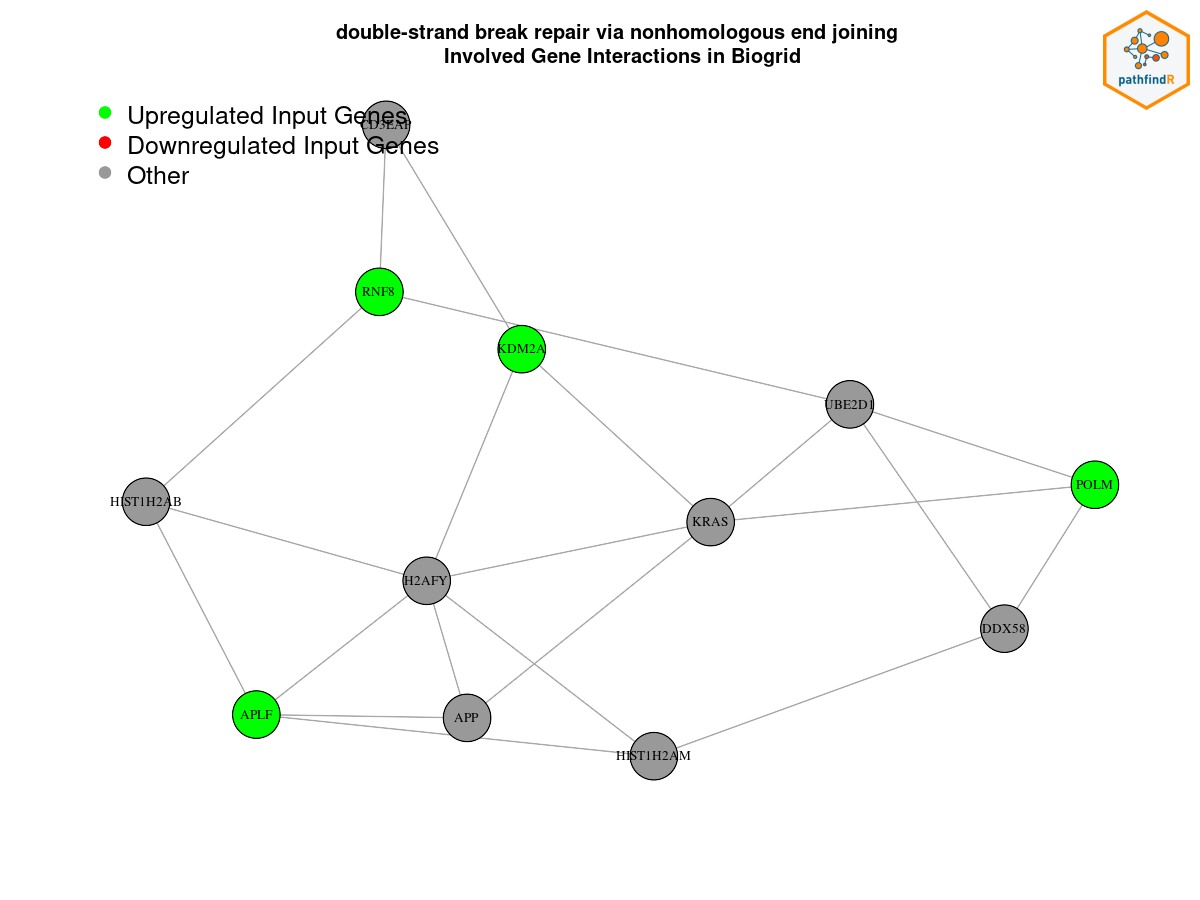 double-strand break repair via nonhomologous end joining
Involved Gene Interactions in Biogrid
pathfindR
Upregulated Input Genes
CD3EAP
Downregulated Input Genes
Other
RNF8
KDM2A
UBE2D1
POLM
HIST1H2AB
KRAS
H2AFY
DDX58
APLF
APP
HIST1H2AM